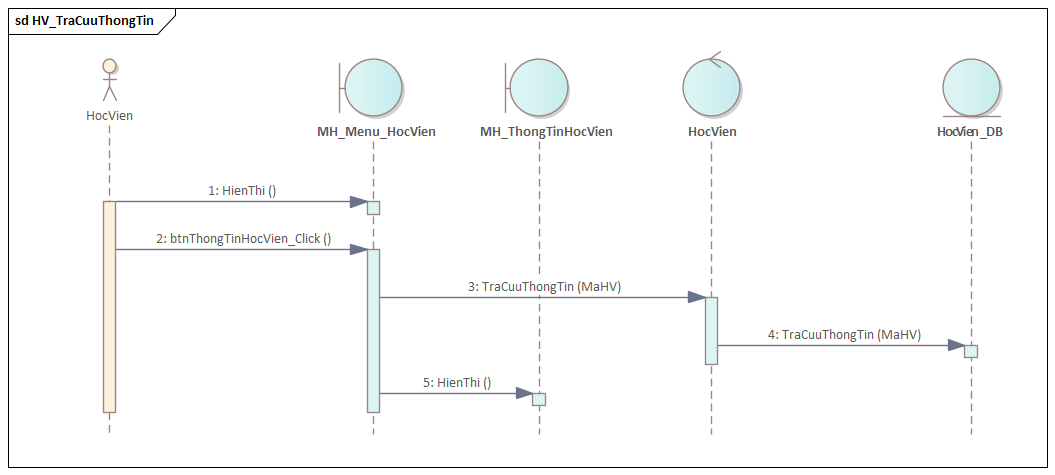 sd HV_TraCuuThongTin
HocVien
MH_Menu_HocVien
MH_ThongTinHocVien
HocVien
HocVien_DB
1: HienThi ()
2: btnThongTinHocVien_Click ()
3: TraCuuThongTin (MaHV)
4: TraCuuThongTin (MaHV)
5: HienThi ()